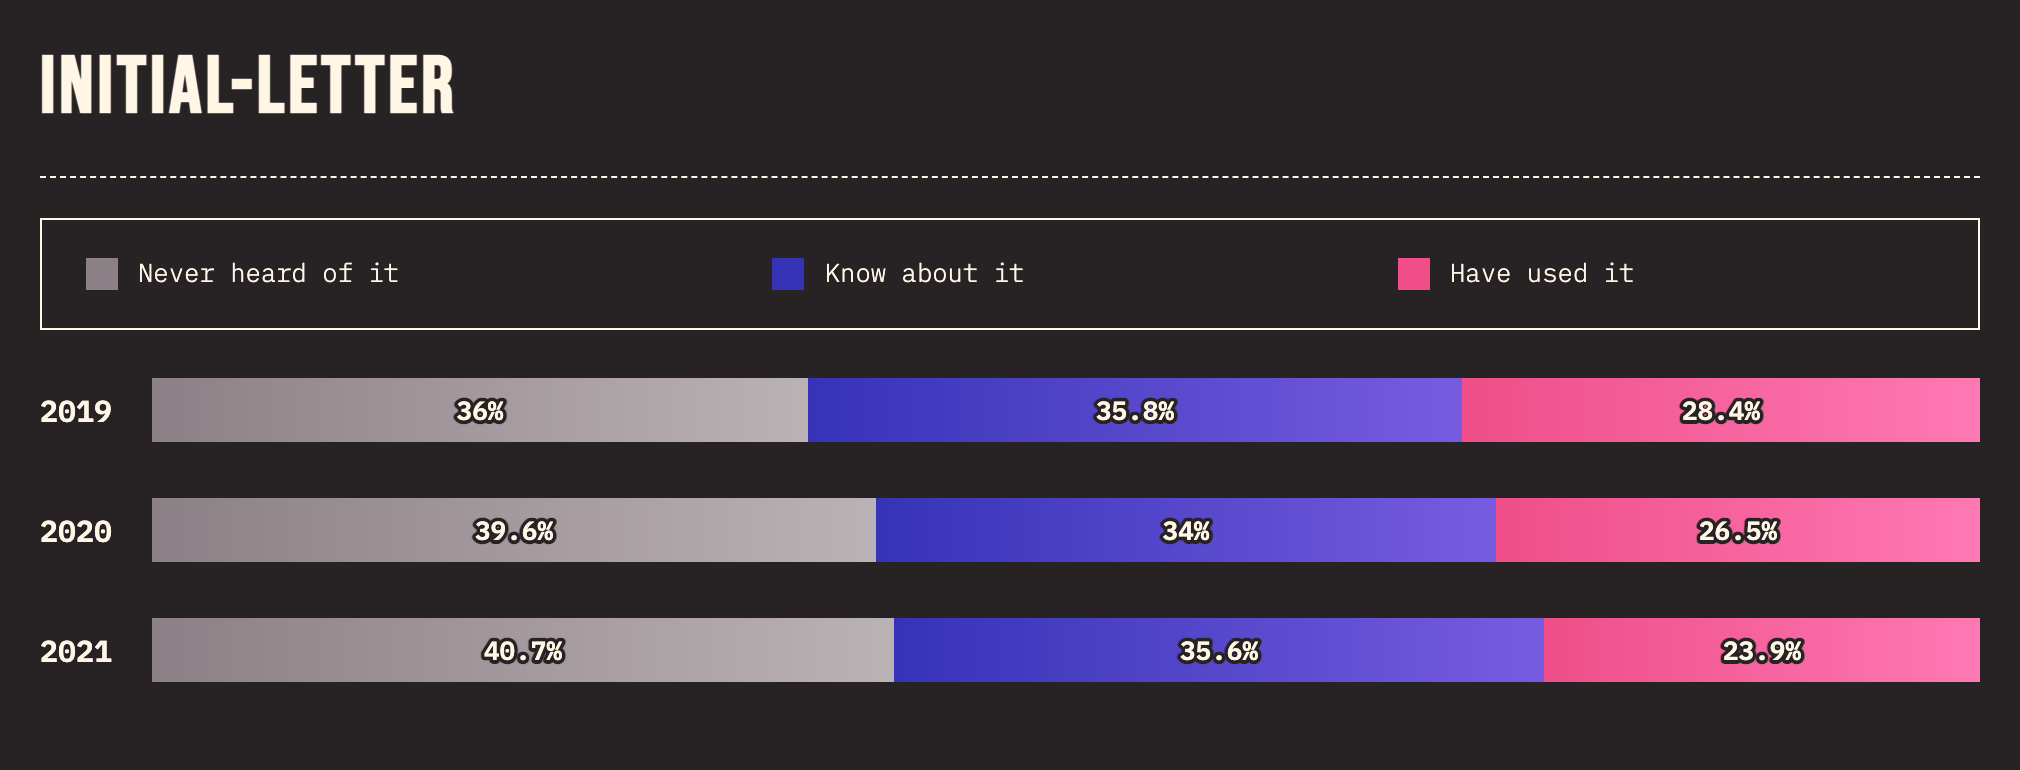 INITIAL-LETTER
Never heard of it Know about it Have used it
2019 36% 35.8% 28.4%
2020 39.6% 34% 26.5%
2021 40.7% 35.6% 23.9%